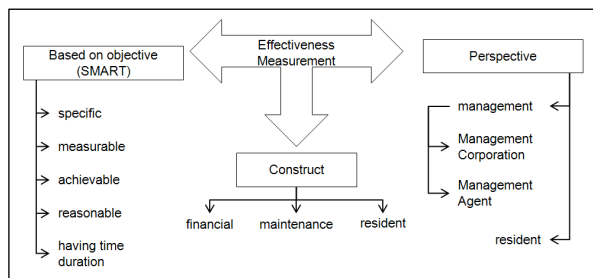 Based on objective
(SMART)
specific
measurable
achievable
reasonable
having time
duration
Effectiveness
Measurement
Construct
financial
maintenance
resident
Perspective
management
Management
Corporation
Management
Agent
resident